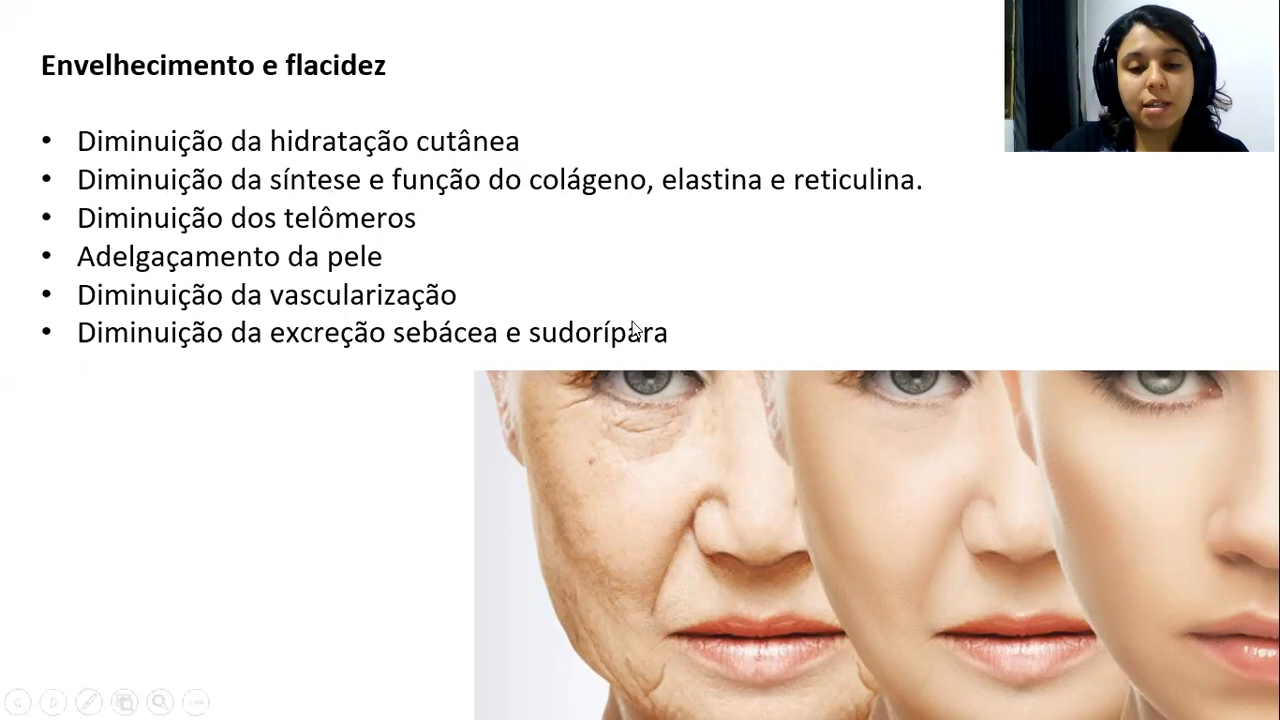 Envelhecimento e flacidez
• Diminuição da hidratação cutânea
• Diminuição da síntese e função do colágeno, elastina e reticulina.
• Diminuição dos telômeros
• Adelgaçamento da pele
• Diminuição da vascularização
• Diminuição da excreção sebácea e sudorípara